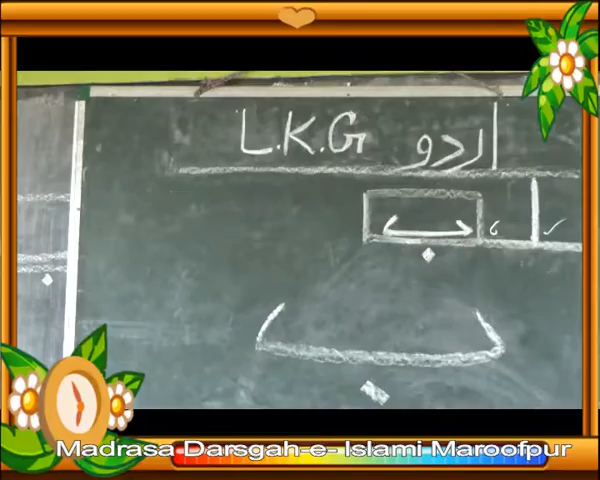 L.K.G اردو
ا ، ب
ب
Madrasa Darsgah-e- Islami Maroofpur